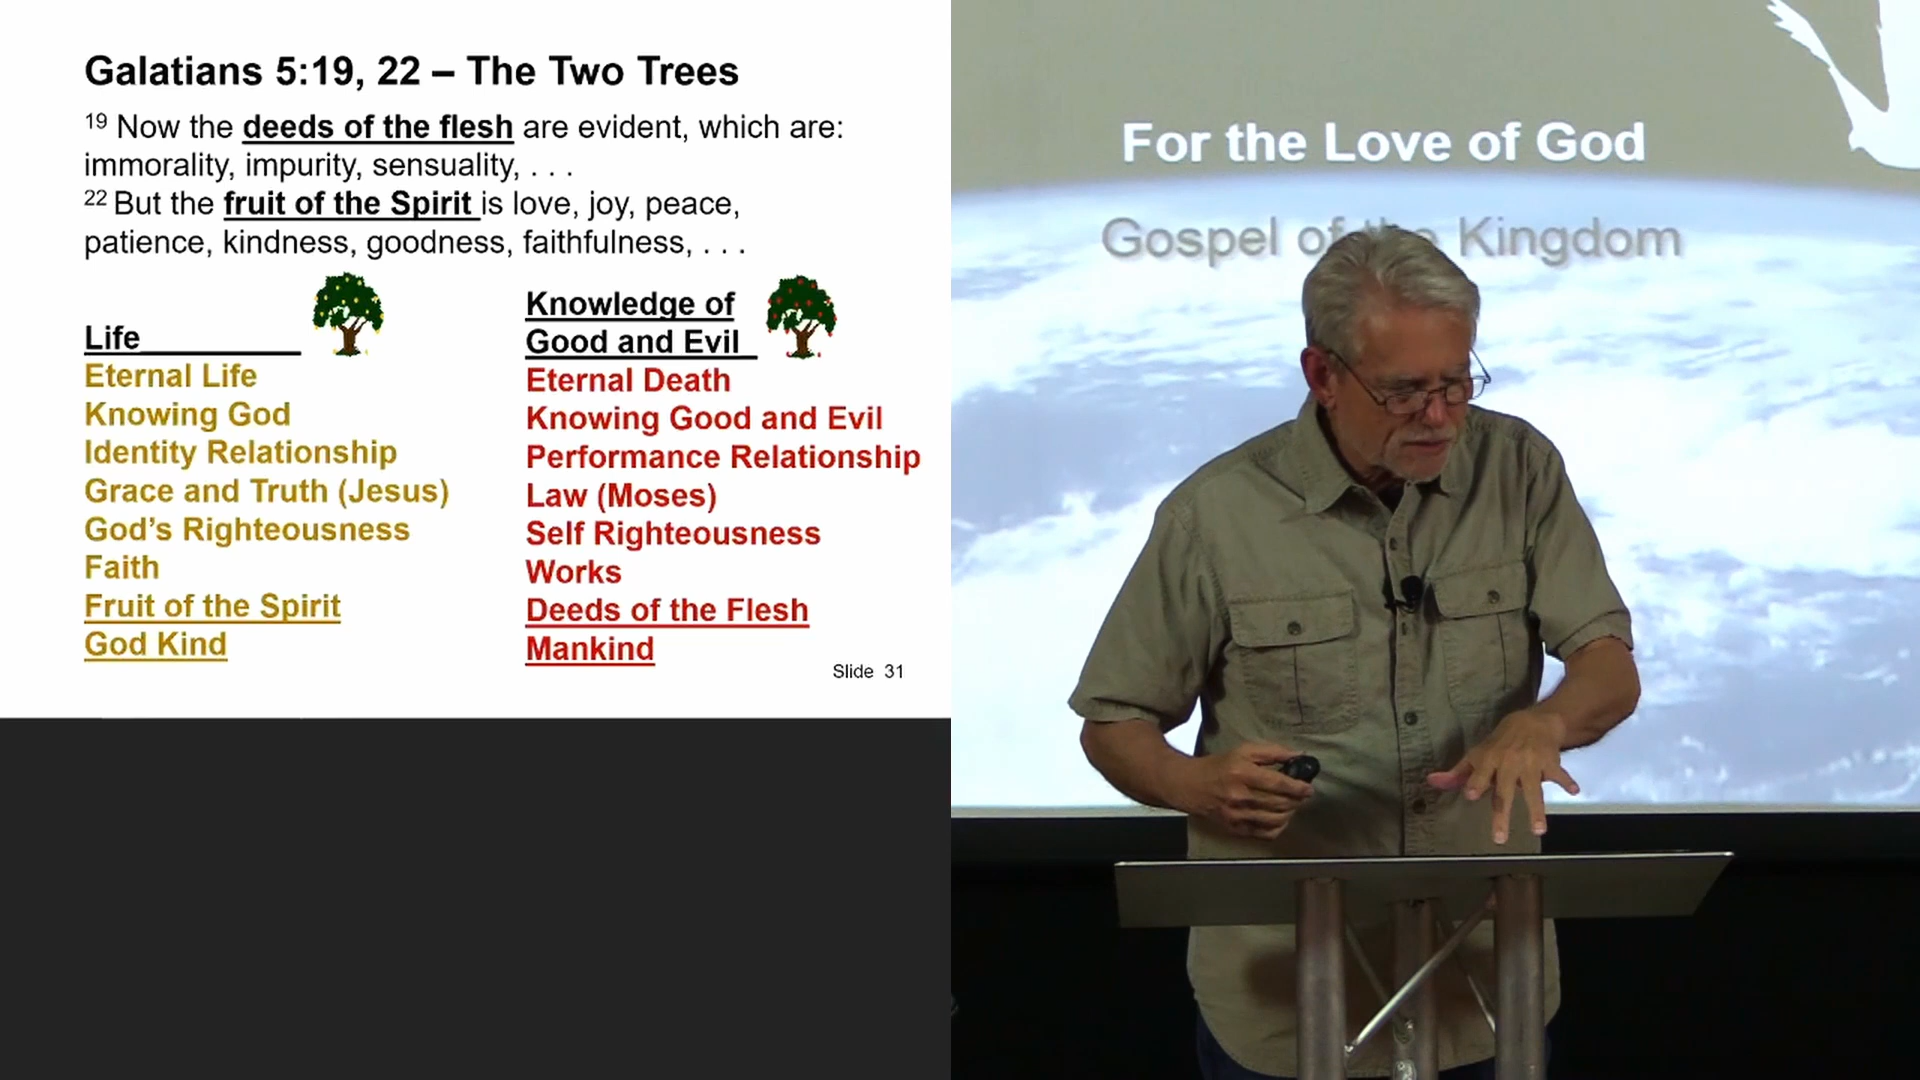 Galatians 5:19, 22 – The Two Trees
19 Now the deeds of the flesh are evident, which are:
immorality, impurity, sensuality, . . .
22 But the fruit of the Spirit is love, joy, peace,
patience, kindness, goodness, faithfulness, . . .
Life
Eternal Life
Knowing God
Identity Relationship
Grace and Truth (Jesus)
God’s Righteousness
Faith
Fruit of the Spirit
God Kind
Knowledge of
Good and Evil
Eternal Death
Knowing Good and Evil
Performance Relationship
Law (Moses)
Self Righteousness
Works
Deeds of the Flesh
Mankind
Slide 31
For the Love of God
Gospel of the Kingdom